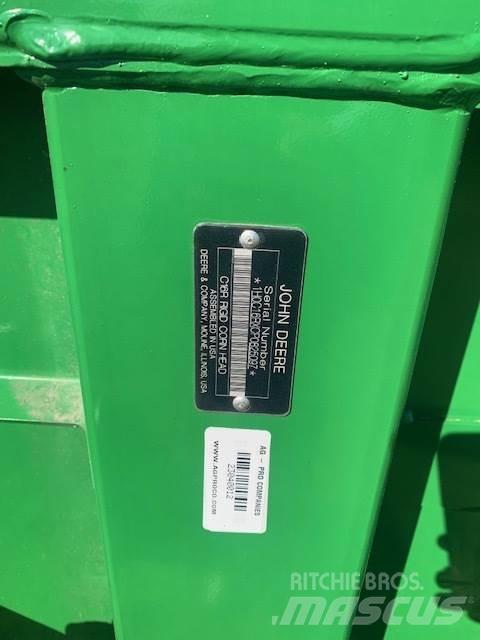 JOHN DEERE
Serial Number
C16R RIGID CORN HEAD
ASSEMBLED IN USA
DEERE & COMPANY, MOLINE, ILLINOIS, USA
AG - PRO COMPANIES
23040012
WWW.AGPROCO.COM
RITCHIE BROS.
MASCUS